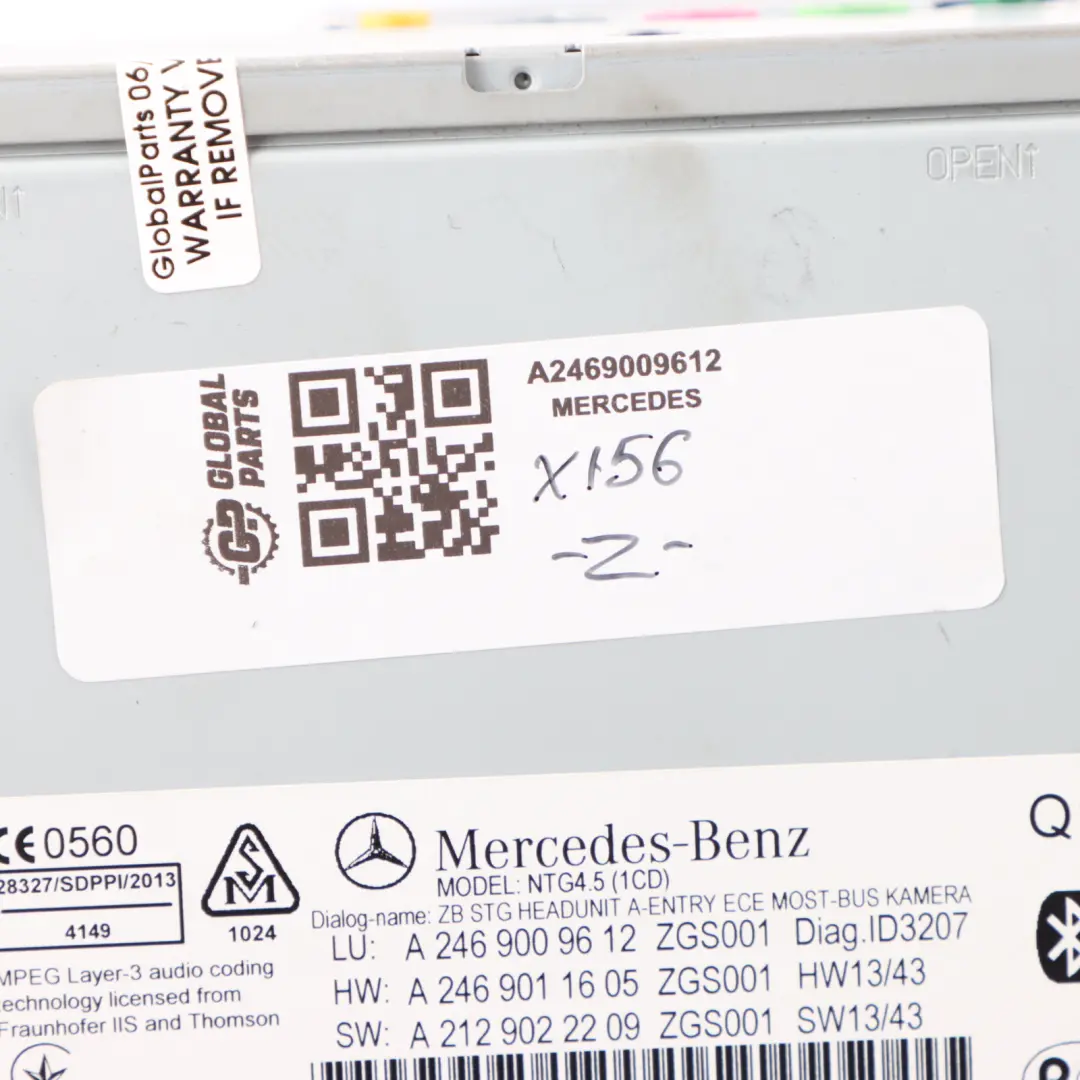 GlobalParts 06/
WARRANTY V
IF REMOVE
OPEN↑
GLOBAL
PARTS
GP
A2469009612
MERCEDES
X156
-Z-
CE0560
28327/SDPPI/2013
4149
SM
1024
Mercedes-Benz
MODEL: NTG4.5 (1CD)
Dialog-name: ZB STG HEADUNIT A-ENTRY ECE MOST-BUS KAMERA
LU: A 246 900 96 12 ZGS001 Diag.ID3207
HW: A 246 901 16 05 ZGS001 HW13/43
SW: A 212 902 22 09 ZGS001 SW13/43
MPEG Layer-3 audio coding
technology licensed from
Fraunhofer IIS and Thomson
Q